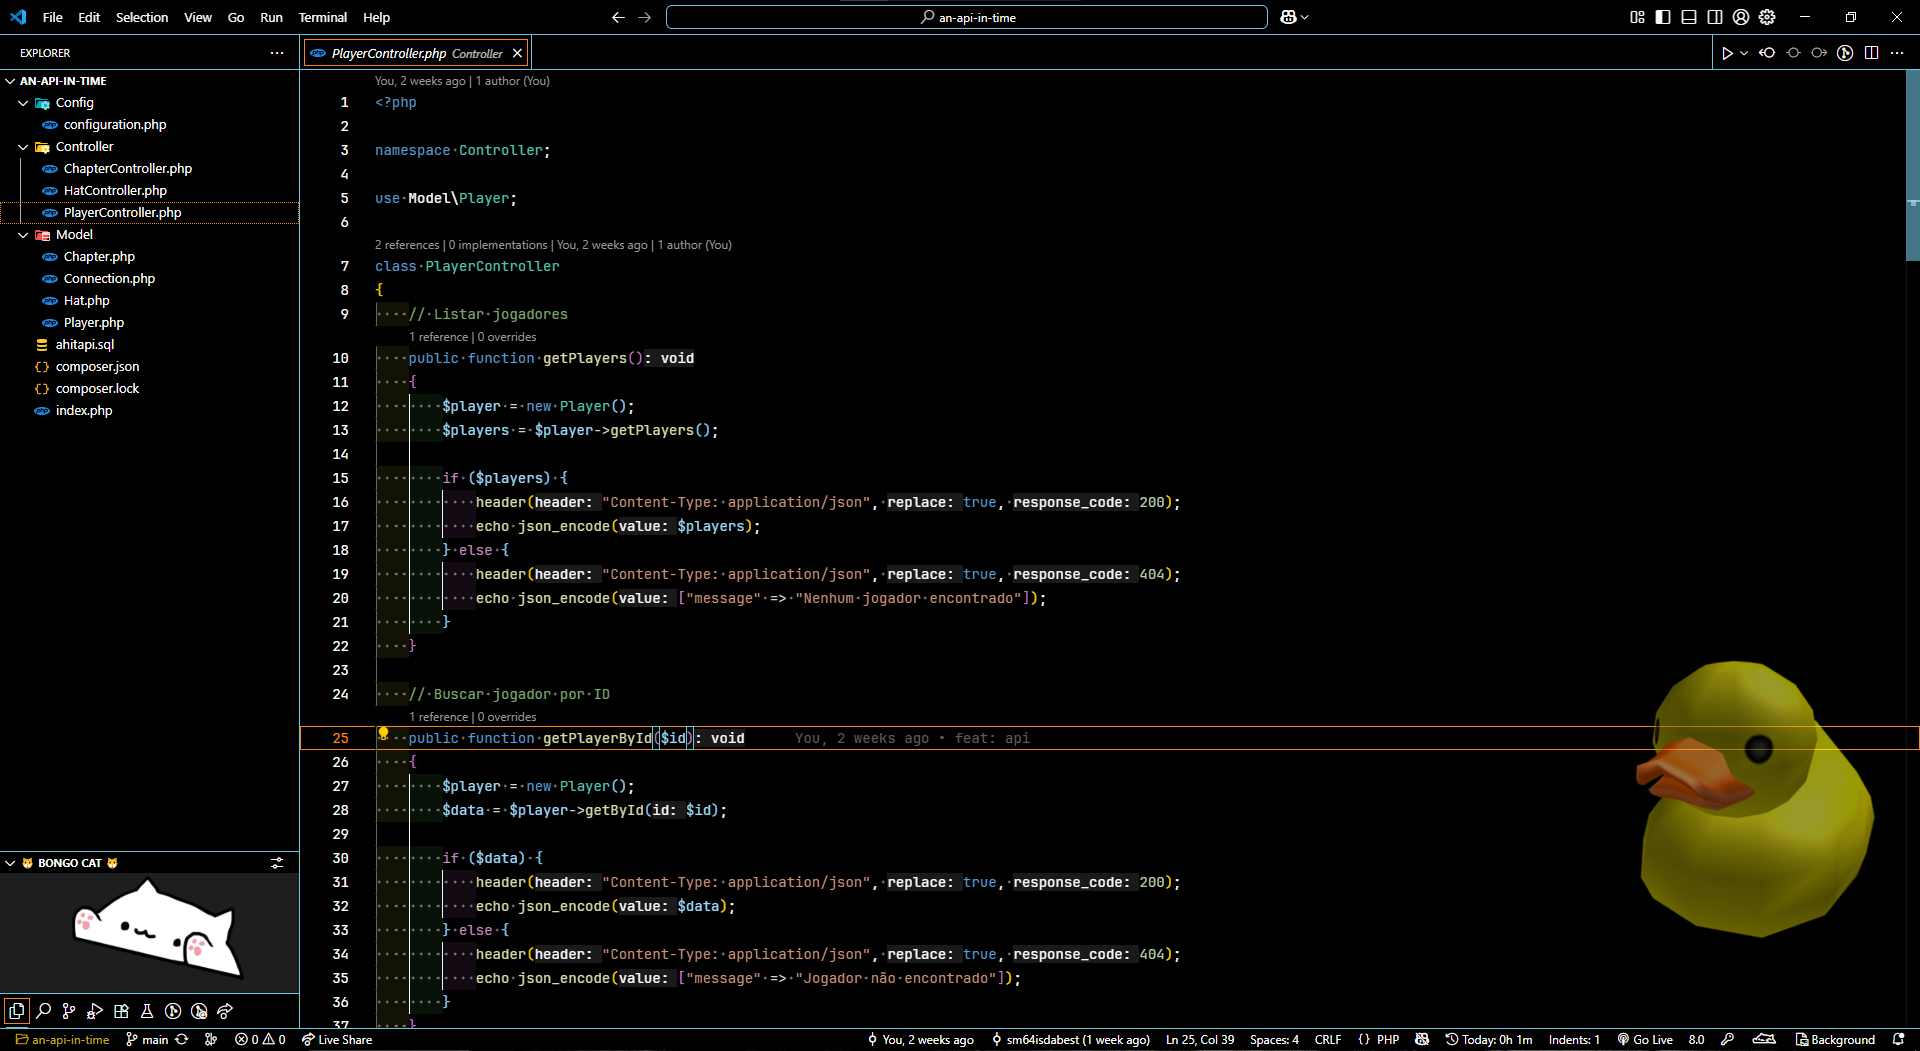 File Edit Selection View Go Run Terminal Help
an-api-in-time
EXPLORER
PlayerController.php Controller
AN-API-IN-TIME
Config
configuration.php
Controller
ChapterController.php
HatController.php
PlayerController.php
Model
Chapter.php
Connection.php
Hat.php
Player.php
ahitapi.sql
composer.json
composer.lock
index.php
BONGO CAT
You, 2 weeks ago | 1 author (You)
1 <?php
2
3 namespace Controller;
4
5 use Model\Player;
6
2 references | 0 implementations | You, 2 weeks ago | 1 author (You)
7 class PlayerController
8 {
9 // Listar jogadores
1 reference | 0 overrides
10 public function getPlayers(): void
11 {
12 $player = new Player();
13 $players = $player->getPlayers();
14
15 if ($players) {
16 header(header: "Content-Type: application/json", replace: true, response_code: 200);
17 echo json_encode(value: $players);
18 } else {
19 header(header: "Content-Type: application/json", replace: true, response_code: 404);
20 echo json_encode(value: ["message" => "Nenhum jogador encontrado"]);
21 }
22 }
23
24 // Buscar jogador por ID
1 reference | 0 overrides
25 public function getPlayerById($id): void You, 2 weeks ago • feat: api
26 {
27 $player = new Player();
28 $data = $player->getById(id: $id);
29
30 if ($data) {
31 header(header: "Content-Type: application/json", replace: true, response_code: 200);
32 echo json_encode(value: $data);
33 } else {
34 header(header: "Content-Type: application/json", replace: true, response_code: 404);
35 echo json_encode(value: ["message" => "Jogador não encontrado"]);
36 }
37 }
an-api-in-time main 0 0 Live Share You, 2 weeks ago sm64isdabest (1 week ago) Ln 25, Col 39 Spaces: 4 CRLF {} PHP Today: 0h 1m Indents: 1 Go Live 8.0 Background